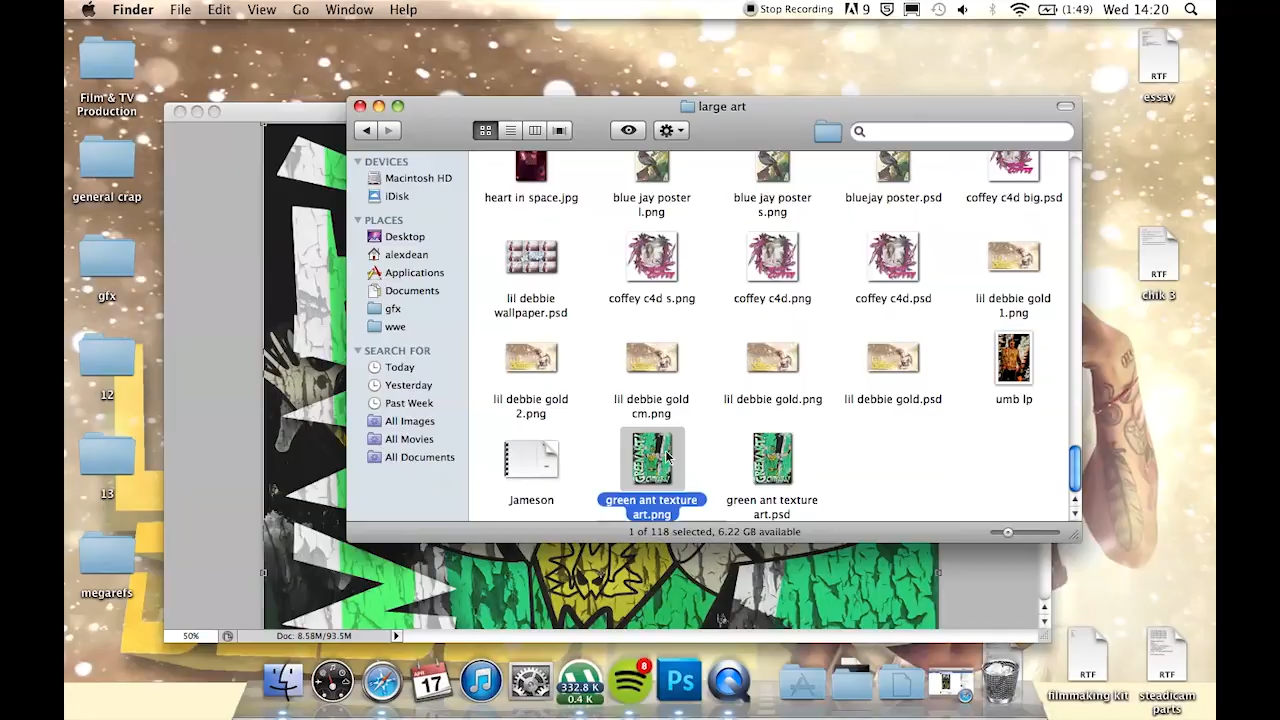 Finder File Edit View Go Window Help
Stop Recording 9 (1:49) Wed 14:20
Film & TV
Production
general crap
gfx
12
13
megarefs
large art
DEVICES
Macintosh HD
iDisk
PLACES
Desktop
alexdean
Applications
Documents
gfx
wwe
SEARCH FOR
Today
Yesterday
Past Week
All Images
All Movies
All Documents
heart in space.jpg
blue jay poster
l.png
blue jay poster
s.png
bluejay poster.psd
coffey c4d big.psd
lil debbie
wallpaper.psd
coffey c4d s.png
coffey c4d.png
coffey c4d.psd
lil debbie gold
1.png
lil debbie gold
2.png
lil debbie gold
cm.png
lil debbie gold.png
lil debbie gold.psd
umb lp
Jameson
green ant texture
art.png
green ant texture
art.psd
1 of 118 selected, 6.22 GB available
50%
Doc: 8.58M/93.5M
RTF
essay
RTF
chik 3
RTF
filmmaking kit
RTF
steadicam
parts
APR
17
332.8 K
0.4 K
8
Ps